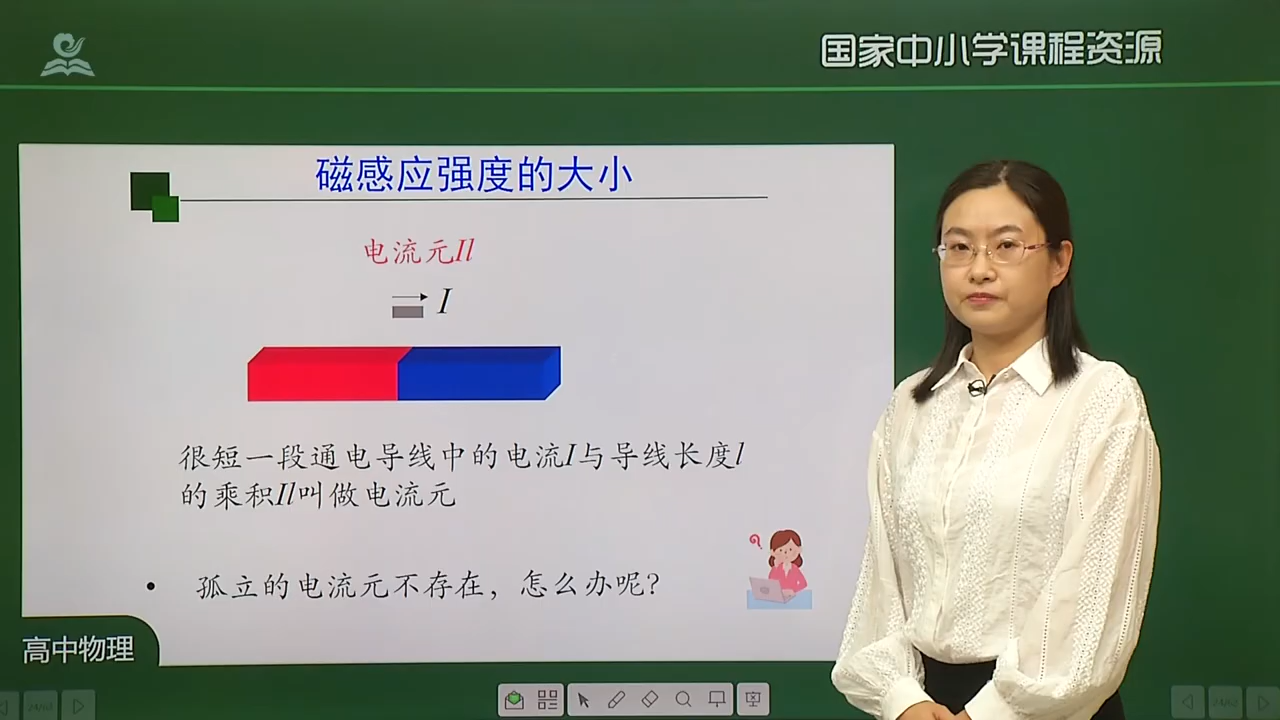 国家中小学课程资源
磁感应强度的大小
电流元Il
I
很短一段通电导线中的电流I与导线长度l
的乘积Il叫做电流元
• 孤立的电流元不存在，怎么办呢？
高中物理